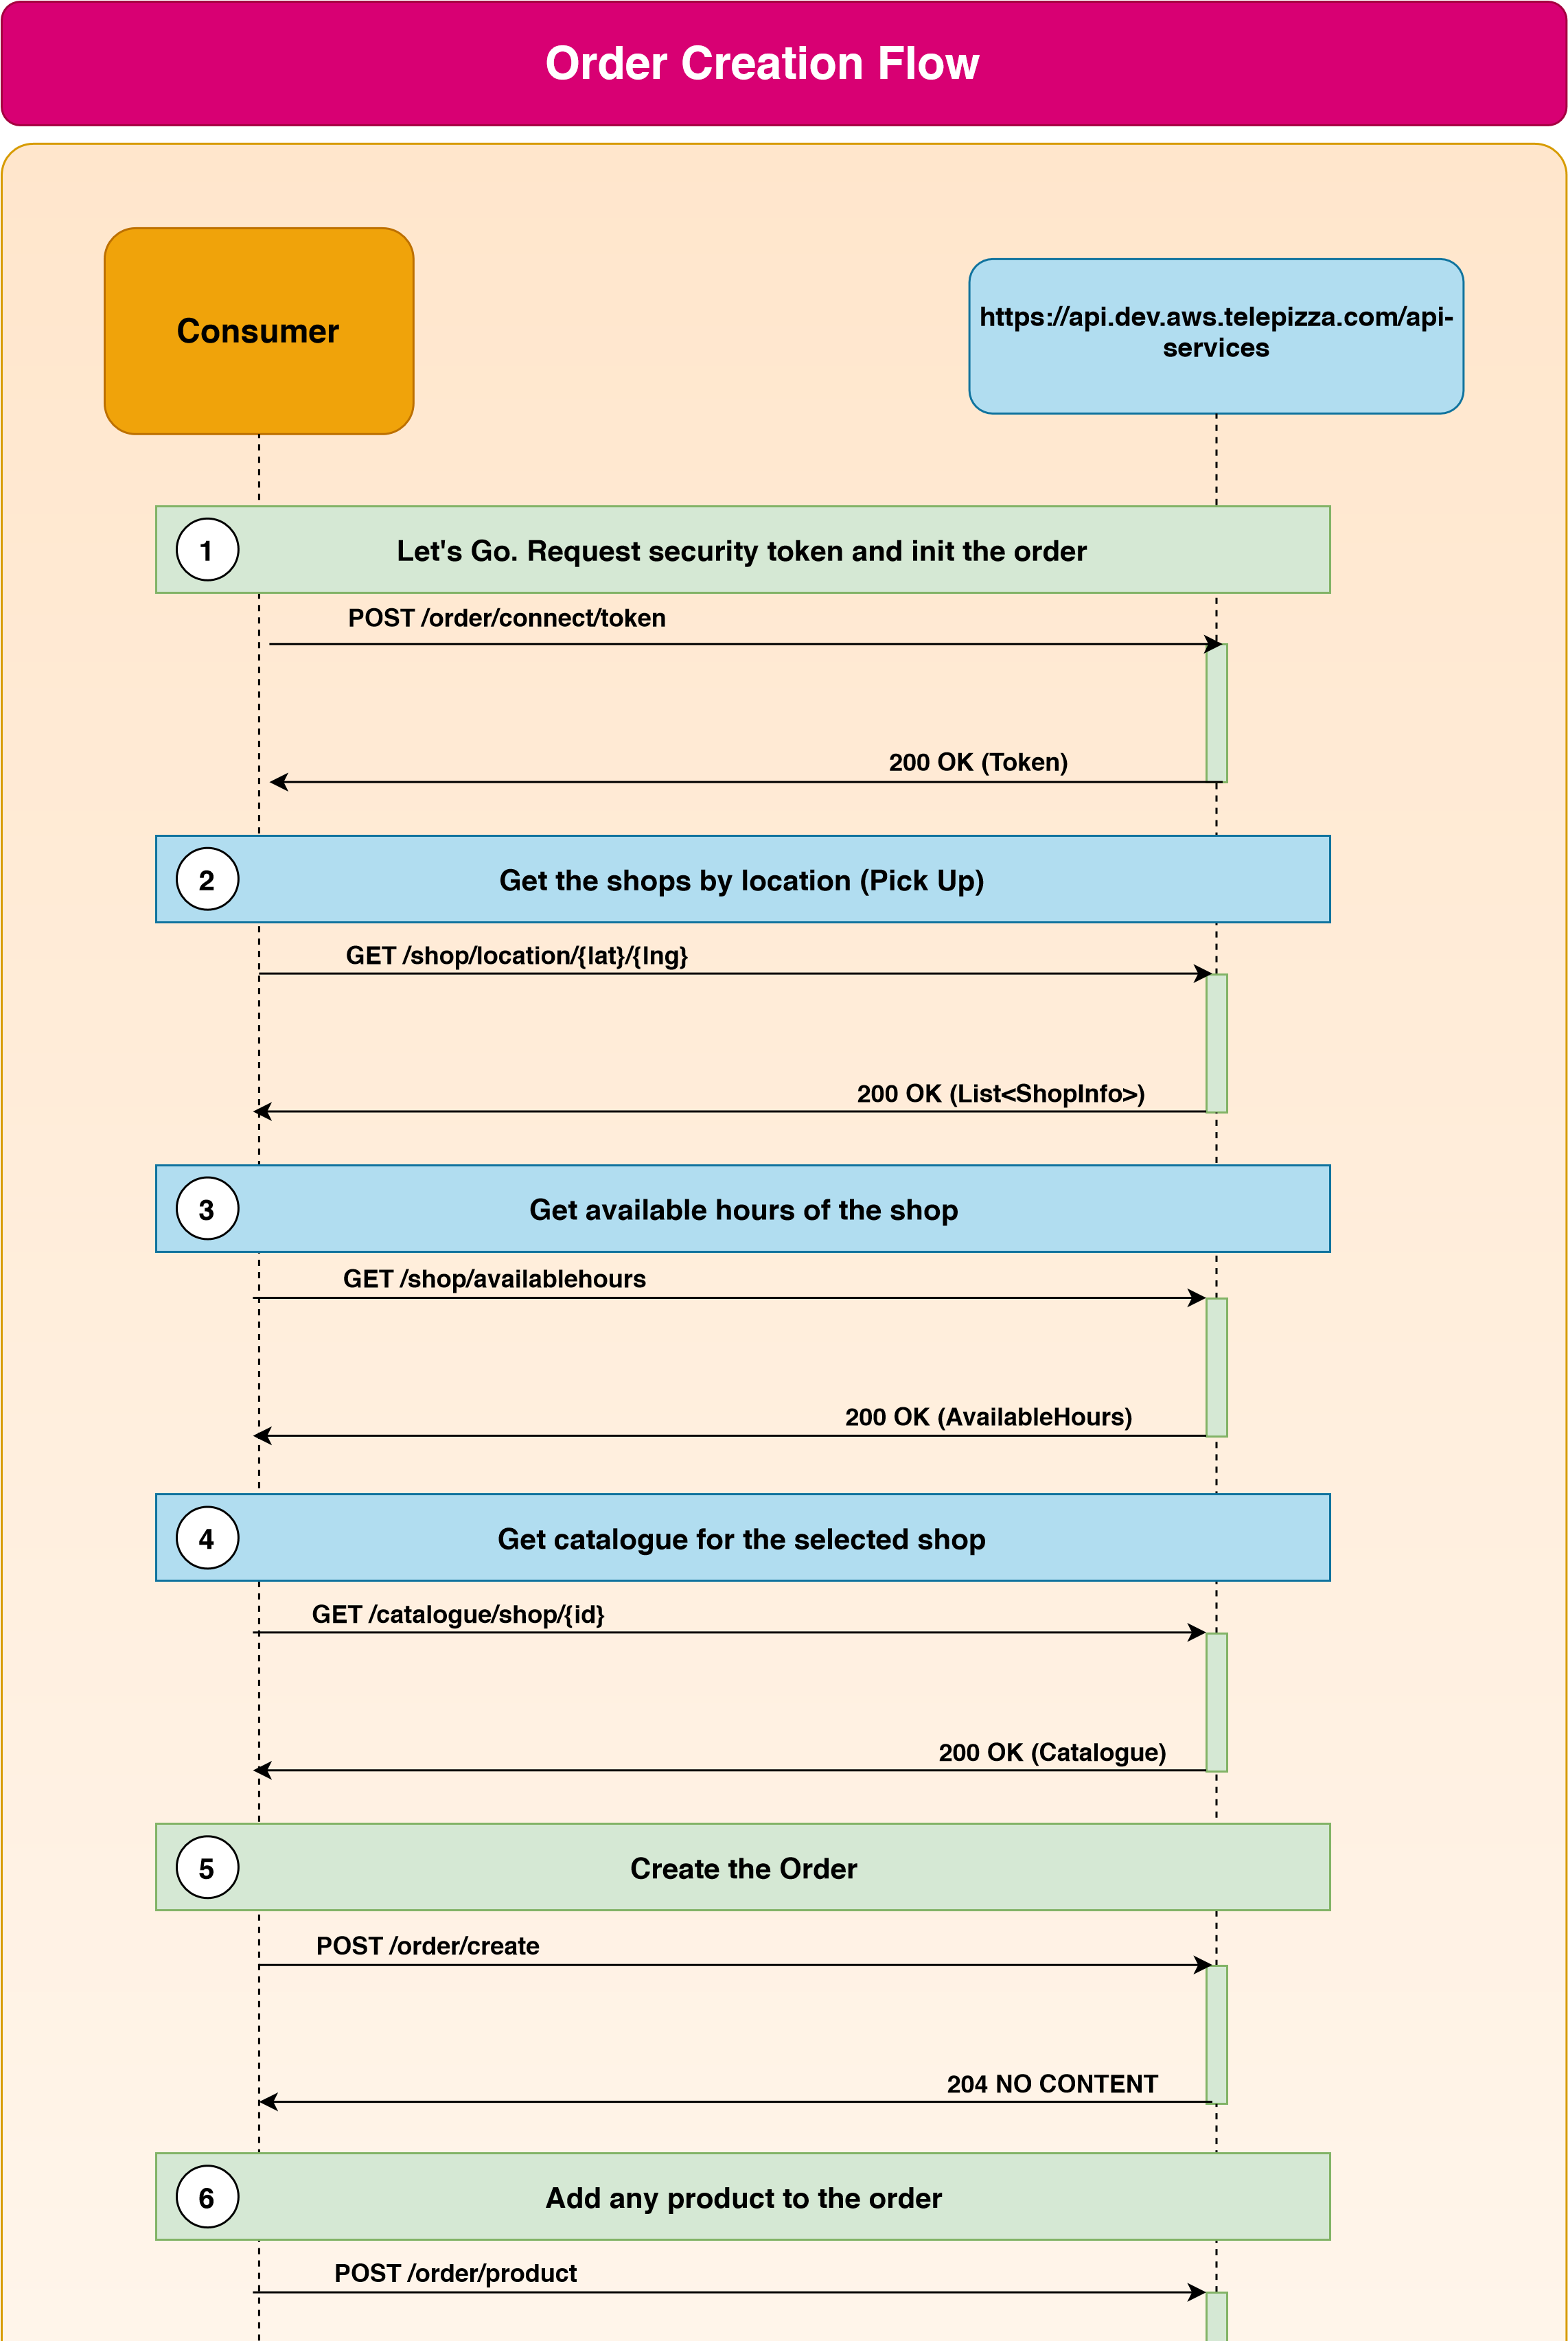 Order Creation Flow
Consumer
https://api.dev.aws.telepizza.com/api-
services
1
Let's Go. Request security token and init the order
POST /order/connect/token
200 OK (Token)
2
Get the shops by location (Pick Up)
GET /shop/location/{lat}/{lng}
200 OK (List<ShopInfo>)
3
Get available hours of the shop
GET /shop/availablehours
200 OK (AvailableHours)
4
Get catalogue for the selected shop
GET /catalogue/shop/{id}
200 OK (Catalogue)
5
Create the Order
POST /order/create
204 NO CONTENT
6
Add any product to the order
POST /order/product